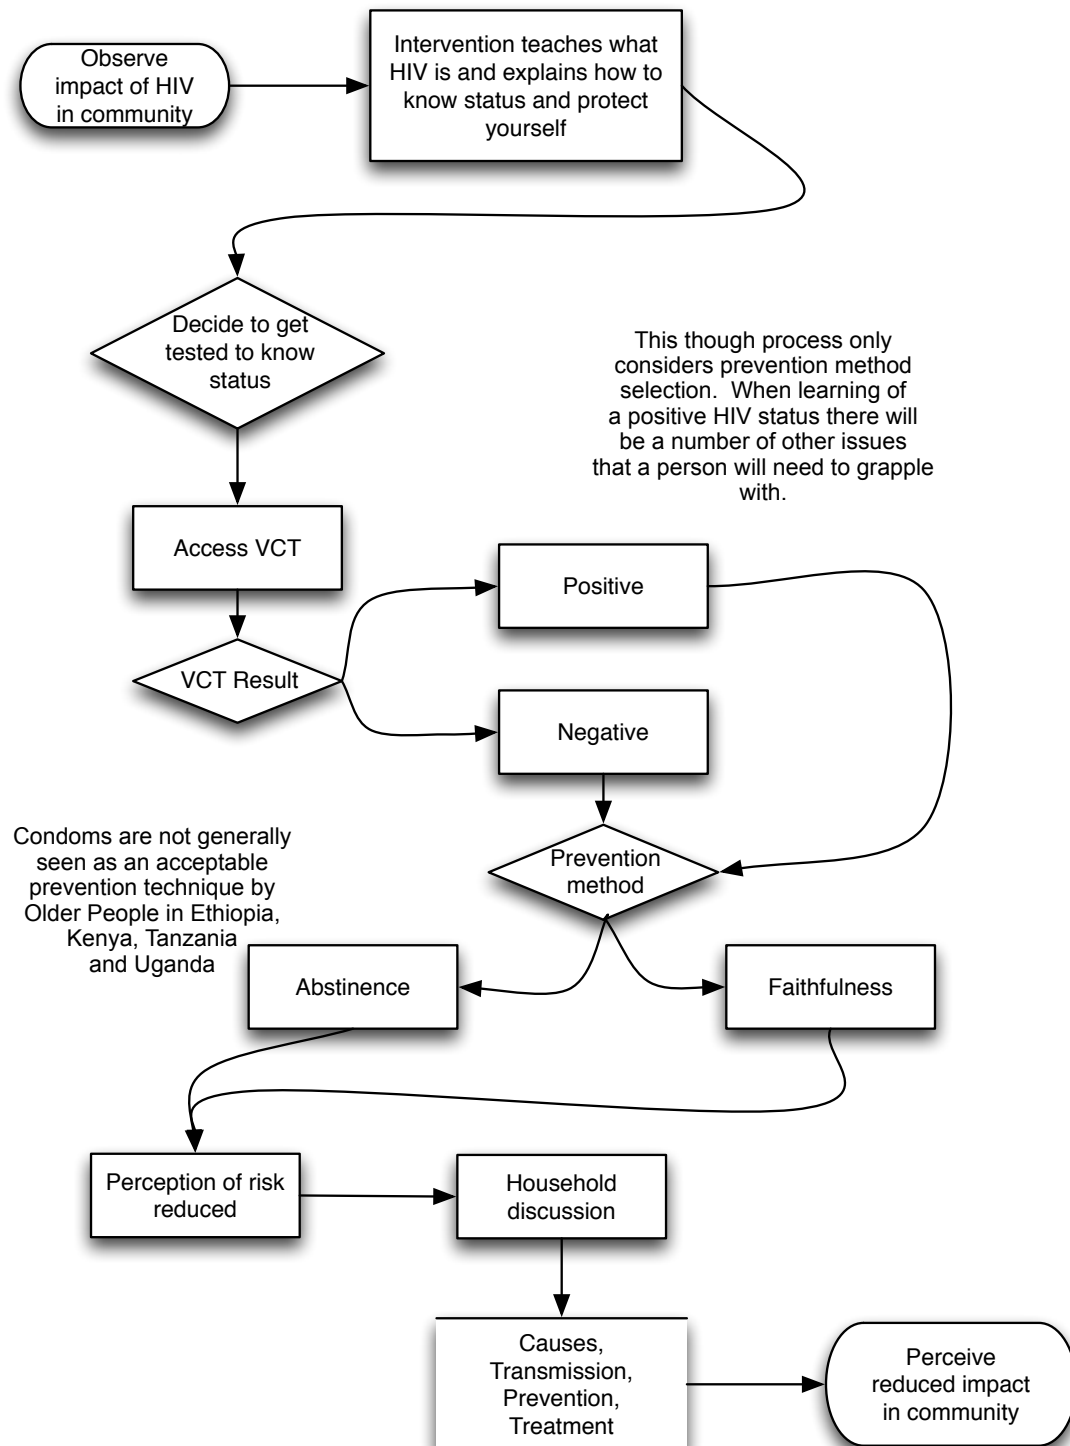 Observe
impact of HIV
in community
Intervention teaches what
HIV is and explains how to
know status and protect
yourself
Decide to get
tested to know
status
This though process only
considers prevention method
selection.  When learning of
a positive HIV status there will
be a number of other issues
that a person will need to grapple
with.
Access VCT
Positive
VCT Result
Negative
Condoms are not generally
seen as an acceptable
prevention technique by
Older People in Ethiopia,
Kenya, Tanzania
and Uganda
Prevention
method
Abstinence
Faithfulness
Perception of risk
reduced
Household
discussion
Causes,
Transmission,
Prevention,
Treatment
Perceive
reduced impact
in community